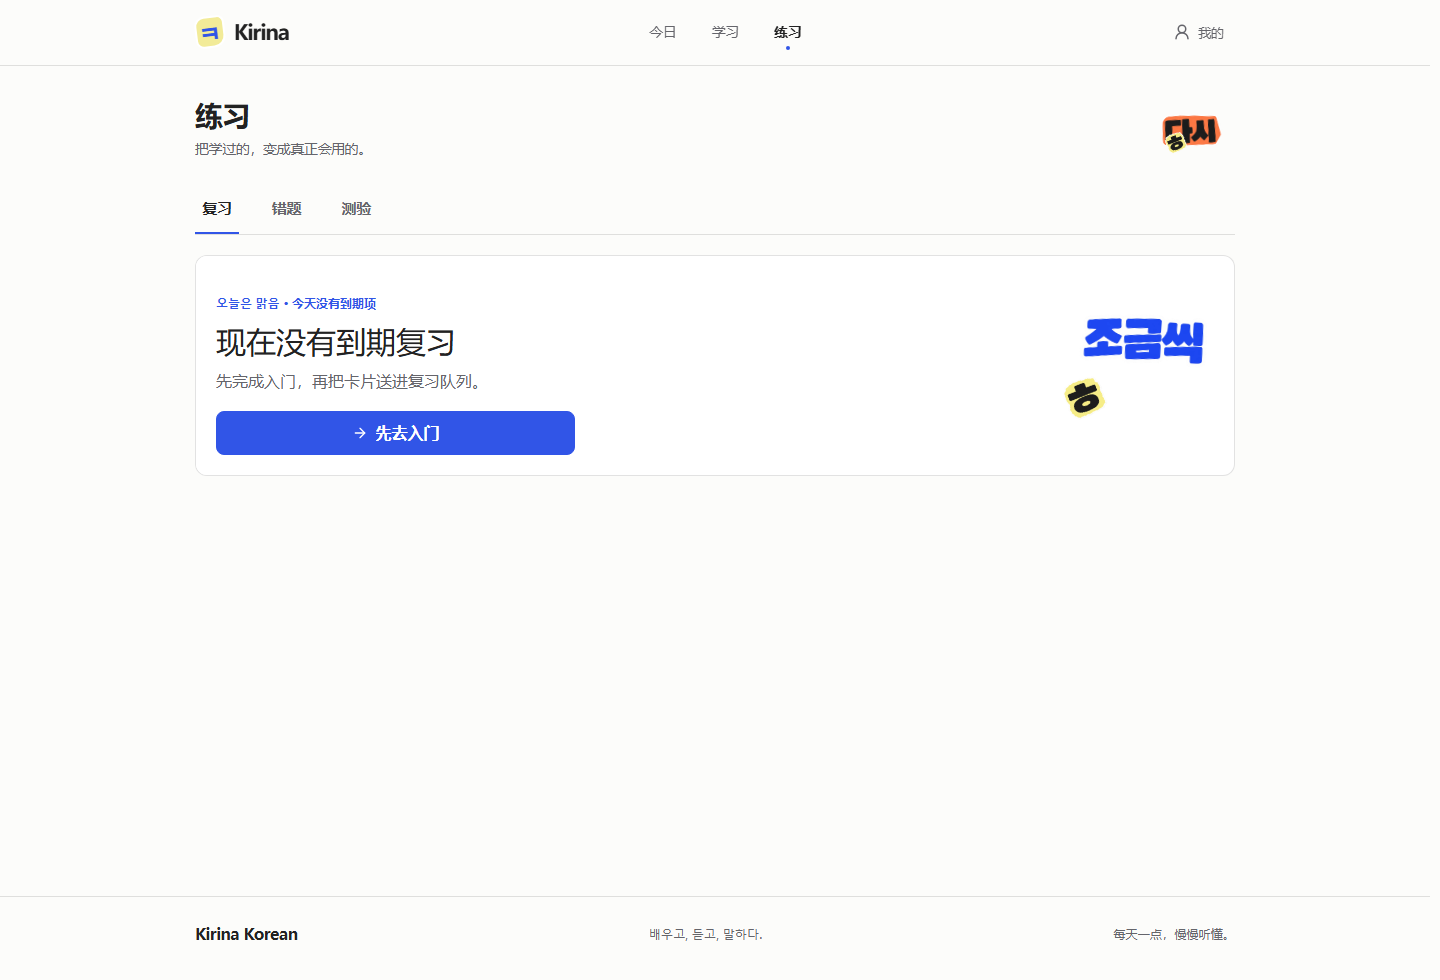 ㅋ Kirina
今日
学习
练习
我的
练习
把学过的，变成真正会用的。
다시
ㅎ
复习
错题
测验
오늘은 맑음 • 今天没有到期项
现在没有到期复习
先完成入门，再把卡片送进复习队列。
→ 先去入门
조금씩
ㅎ
Kirina Korean
배우고, 듣고, 말하다.
每天一点，慢慢听懂。